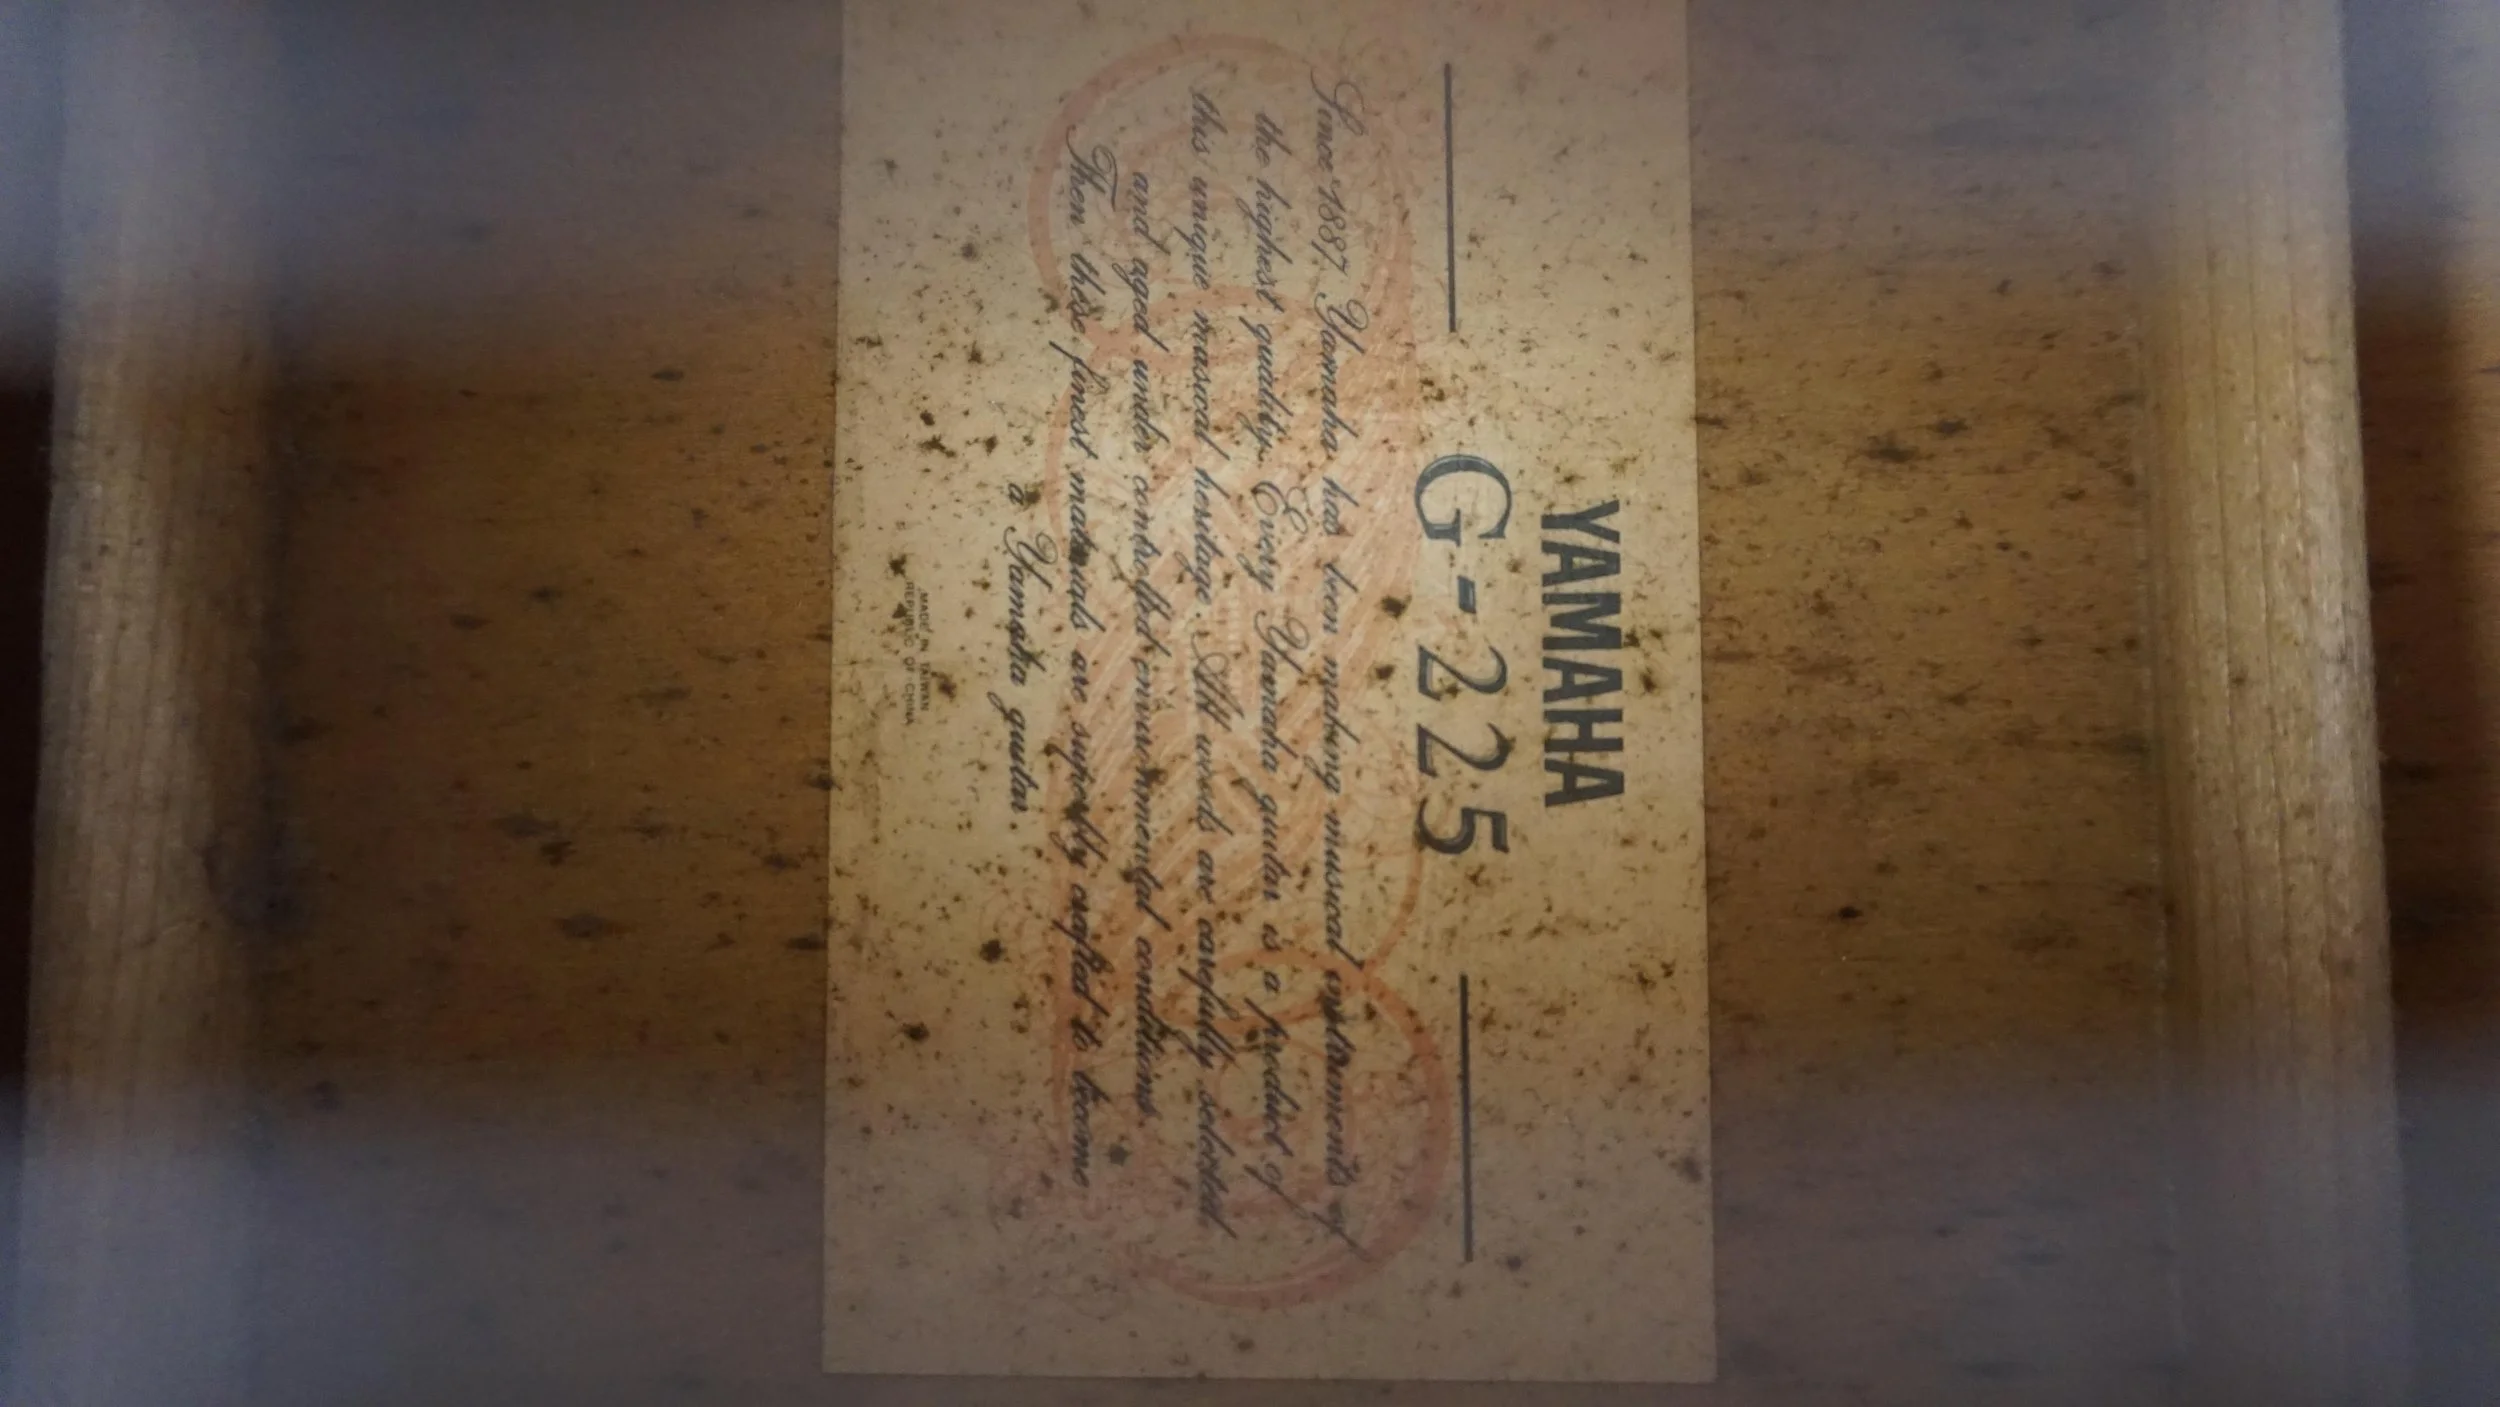 YAMAHA
G-225
Since 1887 Yamaha has been making musical instruments of
the highest quality. Every Yamaha guitar is a product of
this unique musical heritage. All woods are carefully selected
and aged under controlled environmental conditions.
Then these finest materials are superbly crafted to become
a Yamaha guitar.
MADE IN TAIWAN
REPUBLIC OF CHINA